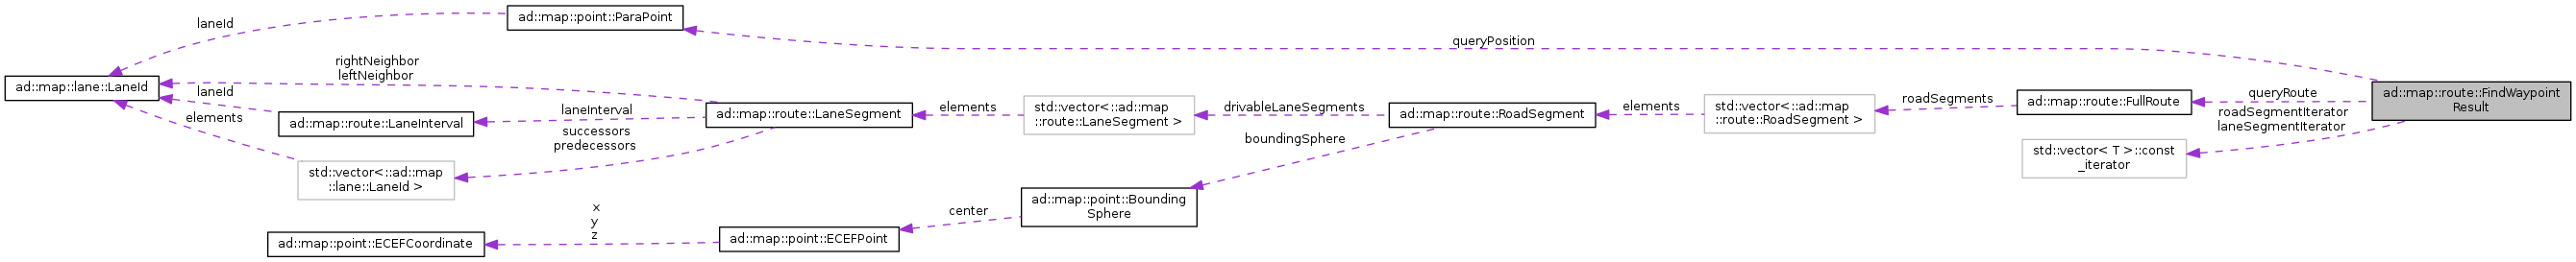 laneId
ad::map::point::ParaPoint
queryPosition
rightNeighbor
leftNeighbor
ad::map::lane::LaneId
laneId
elements
ad::map::route::LaneInterval
laneInterval
successors
predecessors
std::vector<::ad::map
::lane::LaneId >
ad::map::route::LaneSegment
elements
std::vector<::ad::map
::route::LaneSegment >
drivableLaneSegments
ad::map::route::RoadSegment
boundingSphere
elements
std::vector<::ad::map
::route::RoadSegment >
roadSegments
ad::map::route::FullRoute
queryRoute
roadSegmentIterator
laneSegmentIterator
ad::map::route::FindWaypoint
Result
std::vector< T >::const
_iterator
ad::map::point::Bounding
Sphere
center
ad::map::point::ECEFPoint
x
y
z
ad::map::point::ECEFCoordinate